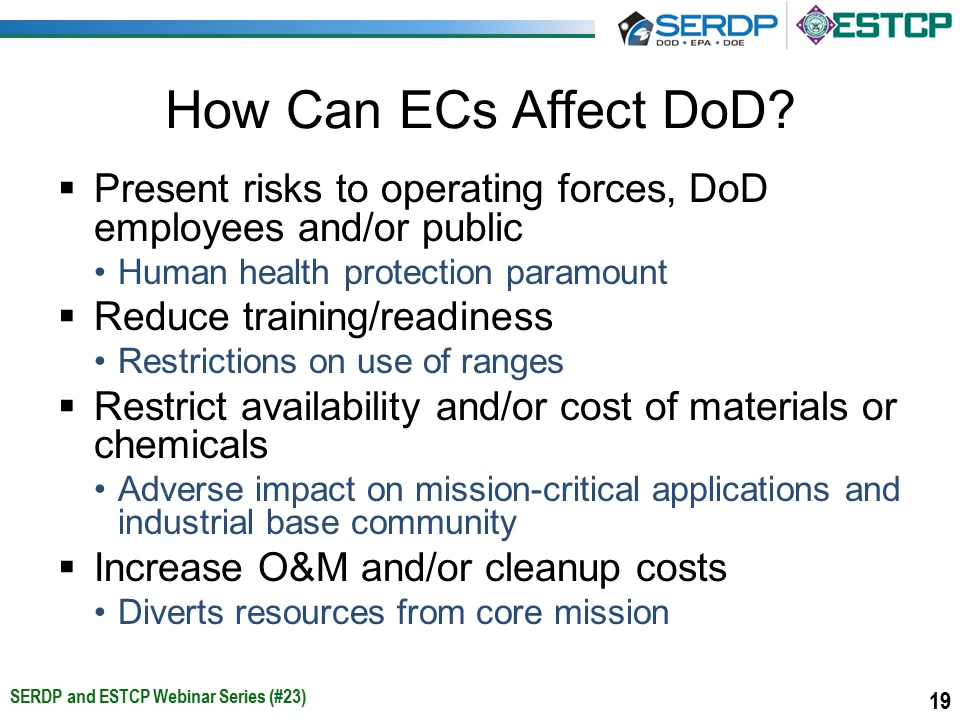 SERDP
DOD • EPA • DOE
ESTCP
How Can ECs Affect DoD?
▪ Present risks to operating forces, DoD
employees and/or public
• Human health protection paramount
▪ Reduce training/readiness
• Restrictions on use of ranges
▪ Restrict availability and/or cost of materials or
chemicals
• Adverse impact on mission-critical applications and
industrial base community
▪ Increase O&M and/or cleanup costs
• Diverts resources from core mission
SERDP and ESTCP Webinar Series (#23)
19